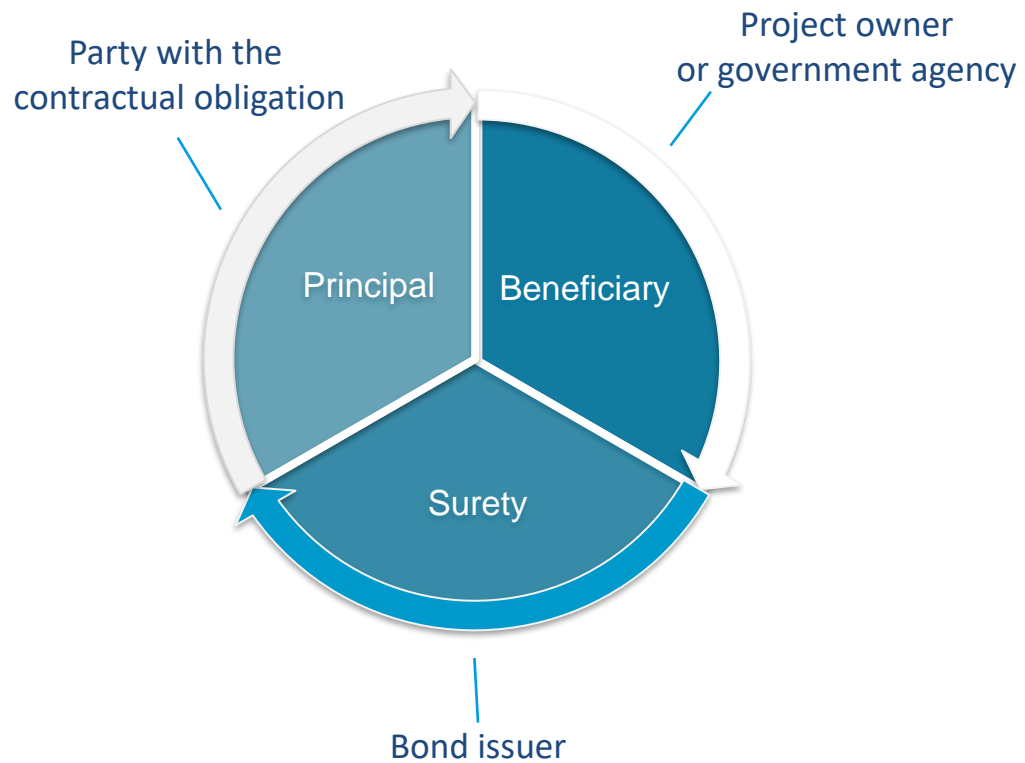 Project owner
or government agency
Party with the
contractual obligation
Principal
Beneficiary
Surety
Bond issuer